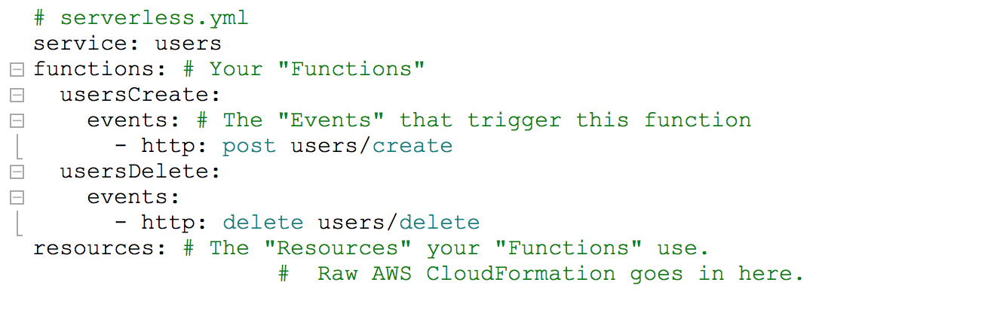 # serverless.yml
service: users
functions: # Your "Functions"
  usersCreate:
    events: # The "Events" that trigger this function
      - http: post users/create
  usersDelete:
    events:
      - http: delete users/delete
resources: # The "Resources" your "Functions" use.
                  #  Raw AWS CloudFormation goes in here.